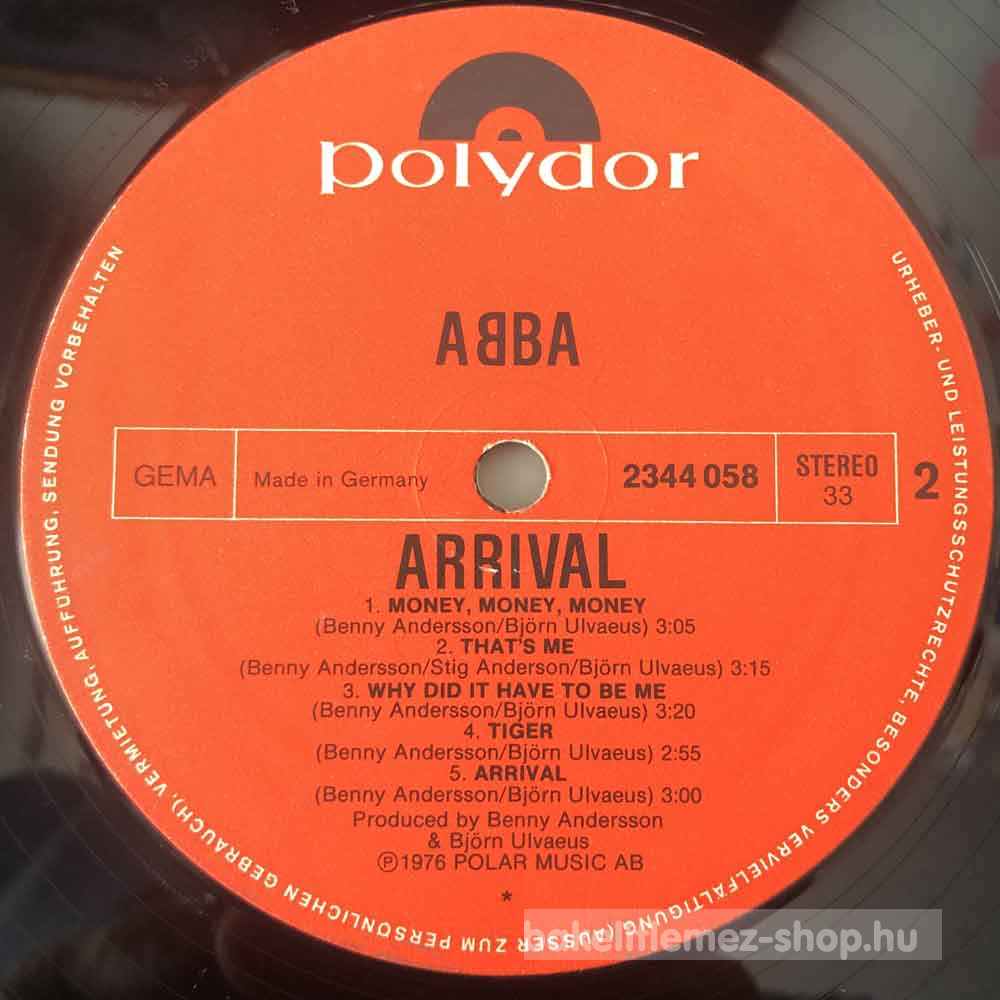 polydor
ABBA
GEMA
Made in Germany
2344 058
STEREO
33
2
ARRIVAL
1. MONEY, MONEY, MONEY
(Benny Andersson/Björn Ulvaeus) 3:05
2. THAT'S ME
(Benny Andersson/Stig Anderson/Björn Ulvaeus) 3:15
3. WHY DID IT HAVE TO BE ME
(Benny Andersson/Björn Ulvaeus) 3:20
4. TIGER
(Benny Andersson/Björn Ulvaeus) 2:55
5. ARRIVAL
(Benny Andersson/Björn Ulvaeus) 3:00
Produced by Benny Andersson
& Björn Ulvaeus
℗1976 POLAR MUSIC AB
*
URHEBER- UND LEISTUNGSSCHUTZRECHTE, BESONDERS VERVIELFÄLTIGUNG (AUSSER ZUM PERSÖNLICHEN GEBRAUCH), VERMIETUNG, AUFFÜHRUNG, SENDUNG VORBEHALTEN
bakelitlemez-shop.hu